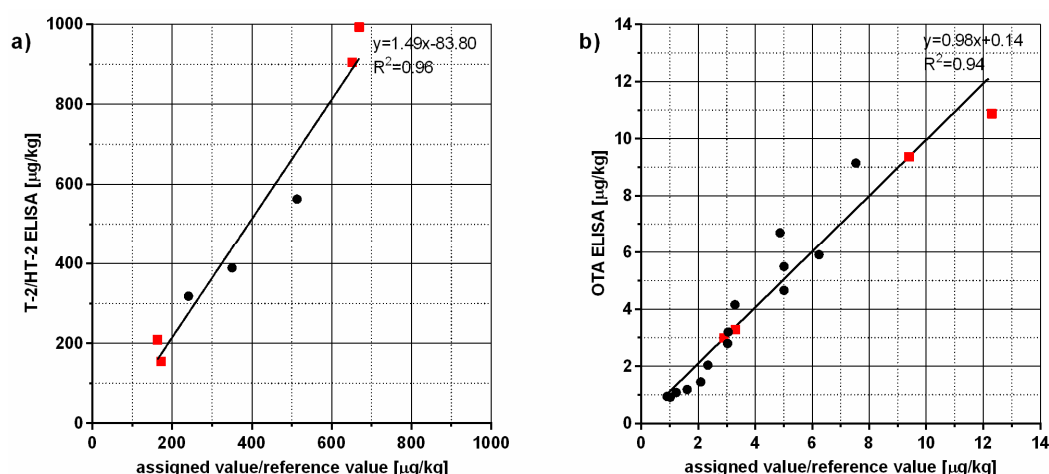 a)
y=1.49x-83.80
R²=0.96
T-2/HT-2 ELISA [µg/kg]
1000
800
600
400
200
0
0 200 400 600 800 1000
assigned value/reference value [µg/kg]
b)
y=0.98x+0.14
R²=0.94
OTA ELISA [µg/kg]
14
12
10
8
6
4
2
0
0 2 4 6 8 10 12 14
assigned value/reference value [µg/kg]